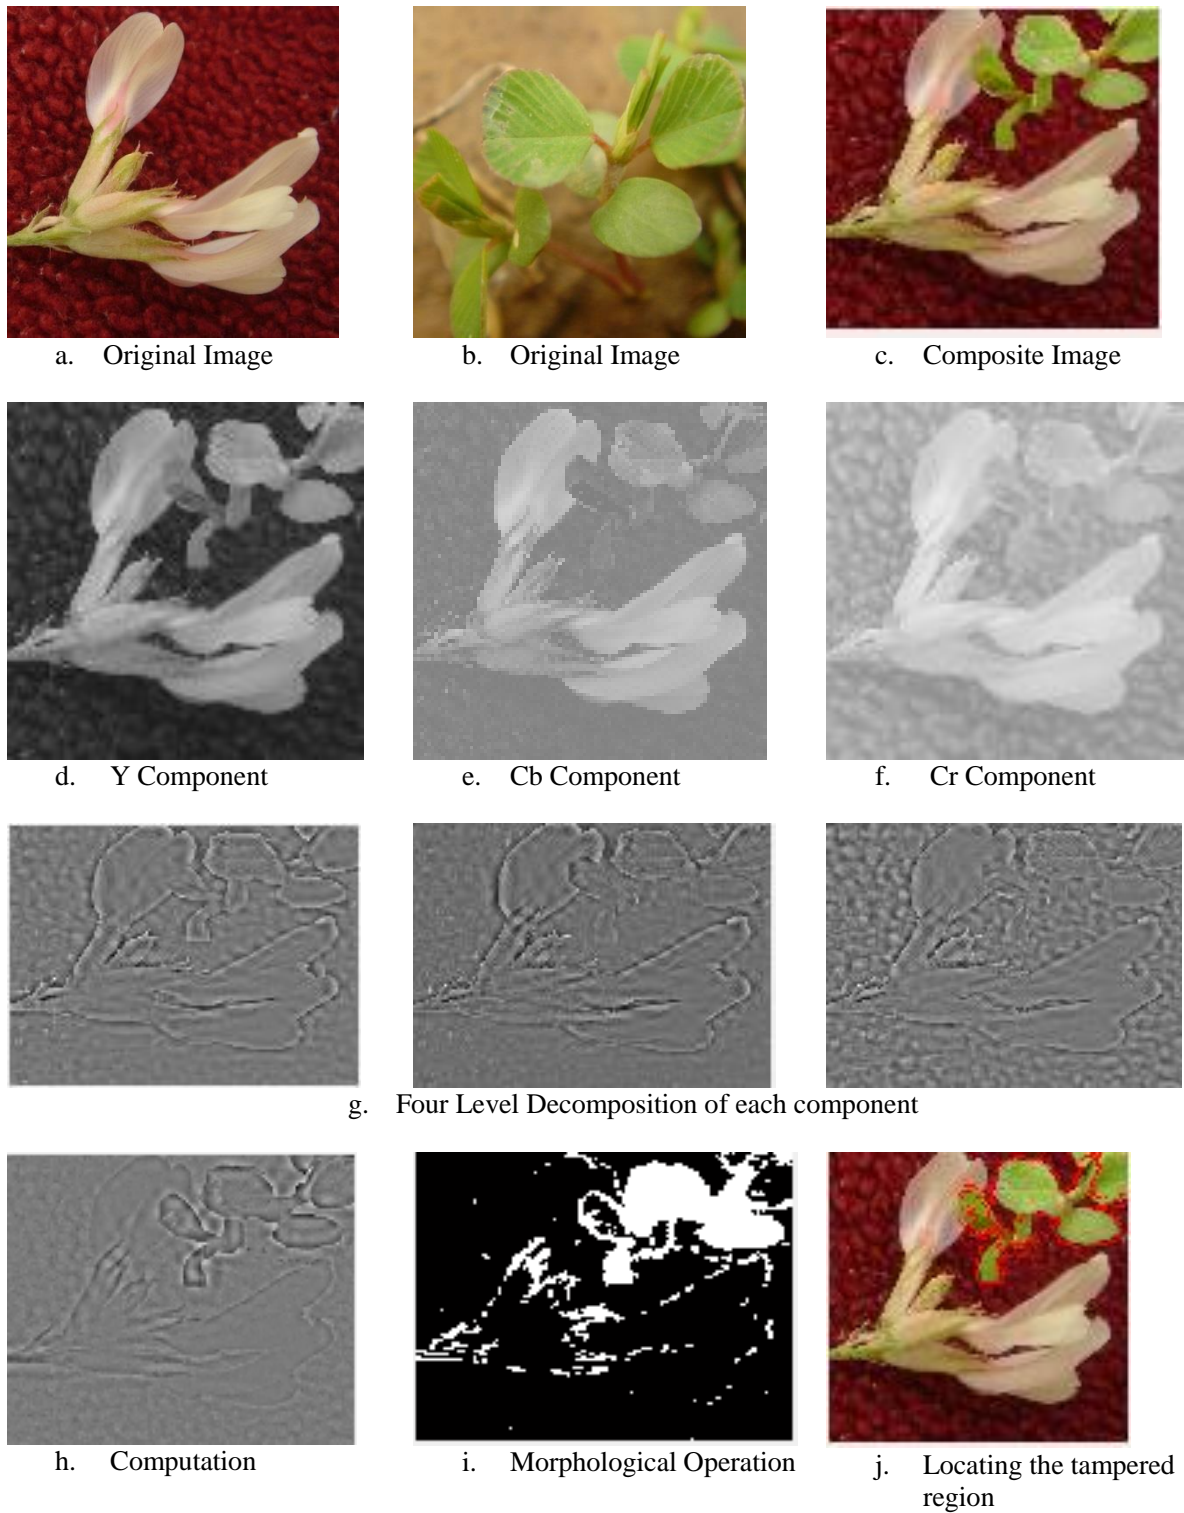 a. Original Image
b. Original Image
c. Composite Image
d. Y Component
e. Cb Component
f. Cr Component
g. Four Level Decomposition of each component
h. Computation
i. Morphological Operation
j. Locating the tampered
region